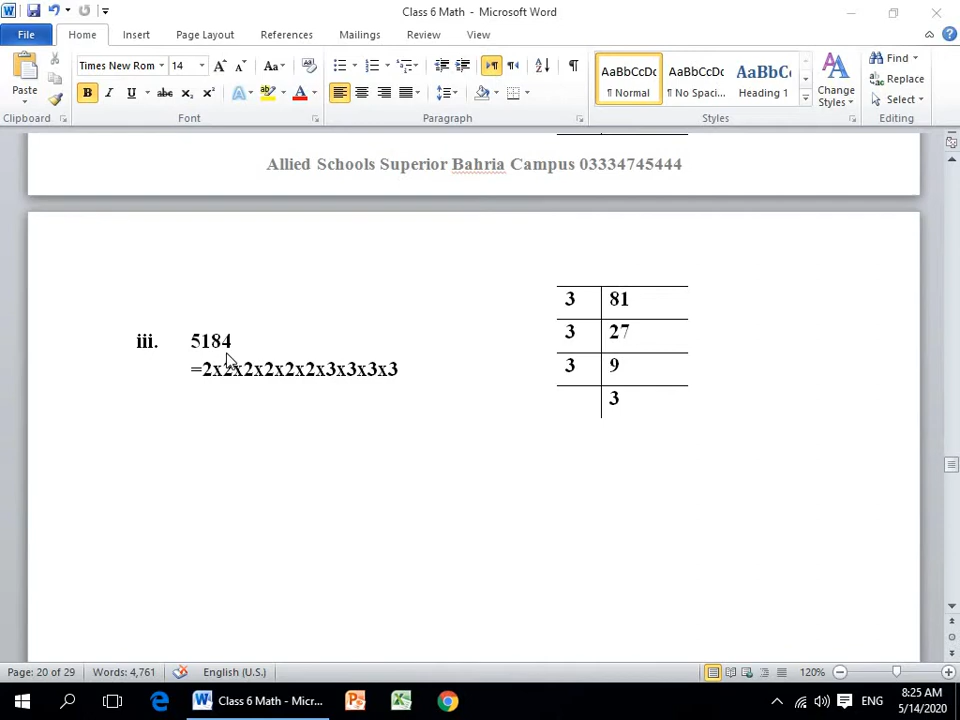 Class 6 Math - Microsoft Word
File Home Insert Page Layout References Mailings Review View
Paste
Clipboard
Times New Rom 14
B I U
Font
Paragraph
AaBbCcDc AaBbCcDc AaBbCc
¶ Normal ¶ No Spaci... Heading 1
Styles
Change
Styles
Find
Replace
Select
Editing
Allied Schools Superior Bahria Campus 03334745444
3 81
3 27
3 9
3
iii. 5184
=2x2x2x2x2x2x3x3x3x3
Page: 20 of 29 Words: 4,761 English (U.S.) 120%
Class 6 Math - Micr...
ENG
8:25 AM
5/14/2020